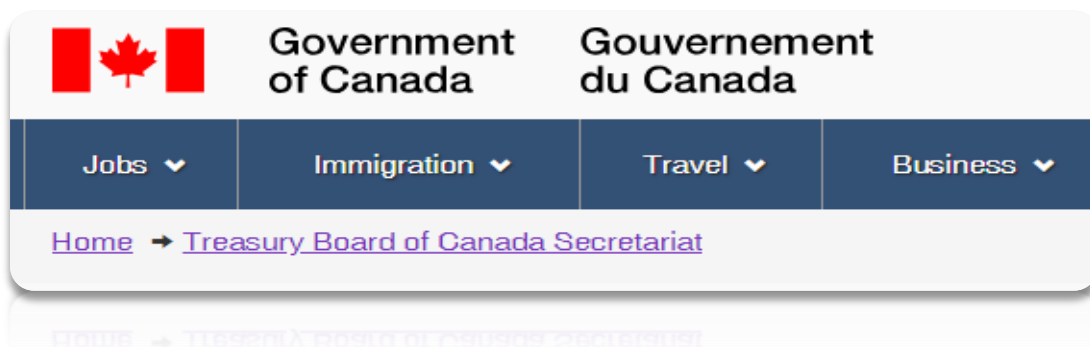 Government Gouvernement
of Canada du Canada
Jobs Immigration Travel Business
Home → Treasury Board of Canada Secretariat